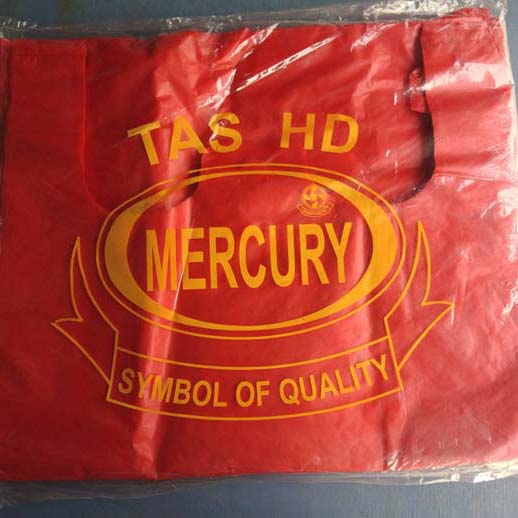 TAS HD
MERCURY
SYMBOL OF QUALITY